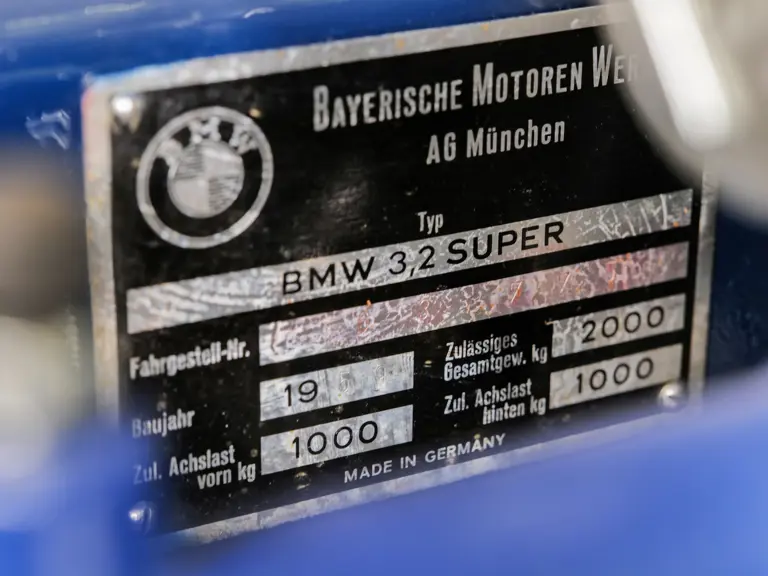 BMW
BAYERISCHE MOTOREN WER
AG München
Typ
BMW 3,2 SUPER
Fahrgestell-Nr.
Baujahr 19
Zul. Achslast vorn kg 1000
Zulässiges Gesamtgew. kg 2000
Zul. Achslast hinten kg 1000
MADE IN GERMANY